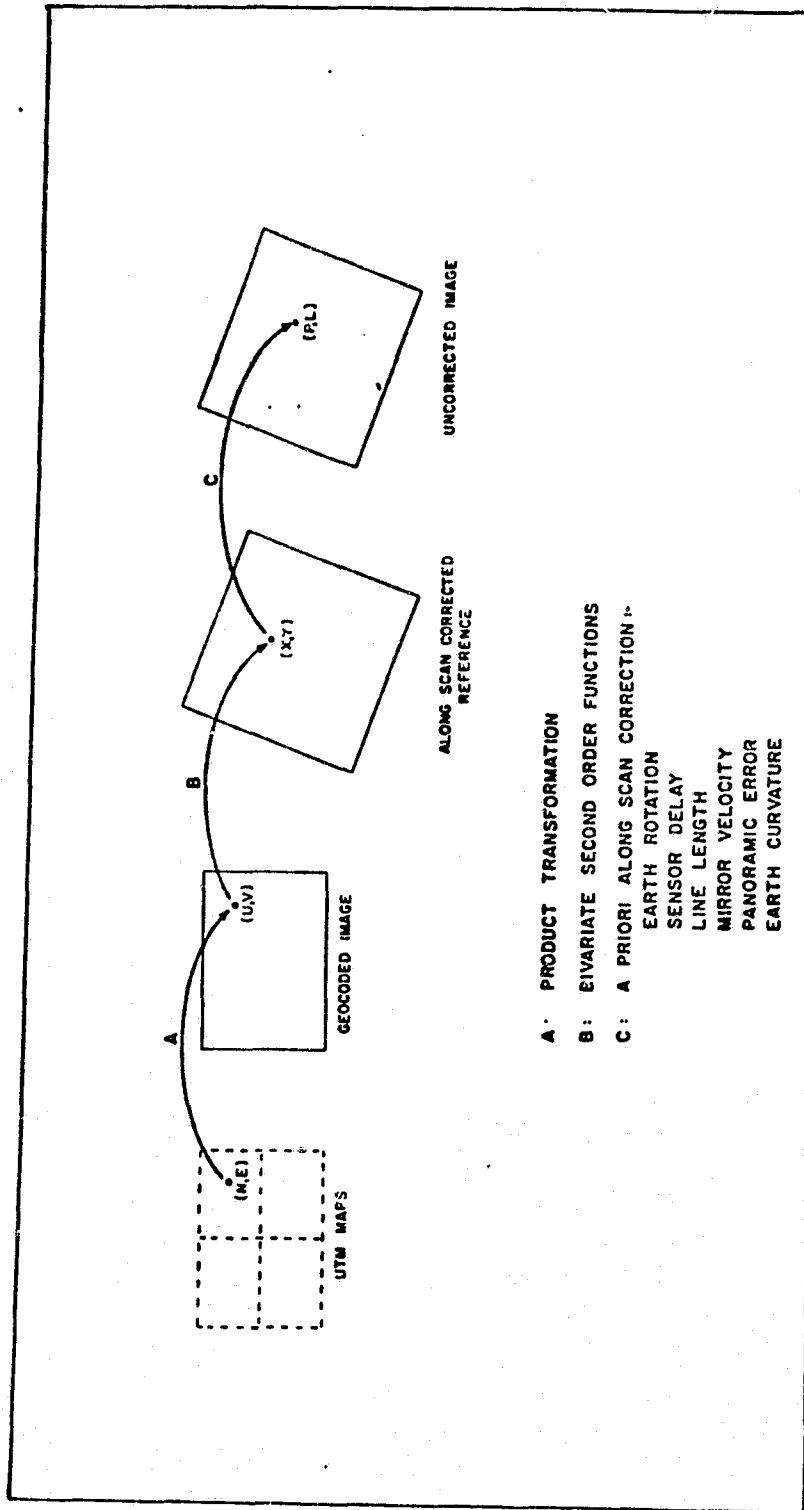 A
B
C
(N,E)
(U,V)
(X,Y)
(P,L)
UTM MAPS
GEOCODED IMAGE
ALONG SCAN CORRECTED
REFERENCE
UNCORRECTED IMAGE
A: PRODUCT TRANSFORMATION
B: BIVARIATE SECOND ORDER FUNCTIONS
C: A PRIORI ALONG SCAN CORRECTION:-
EARTH ROTATION
SENSOR DELAY
LINE LENGTH
MIRROR VELOCITY
PANORAMIC ERROR
EARTH CURVATURE